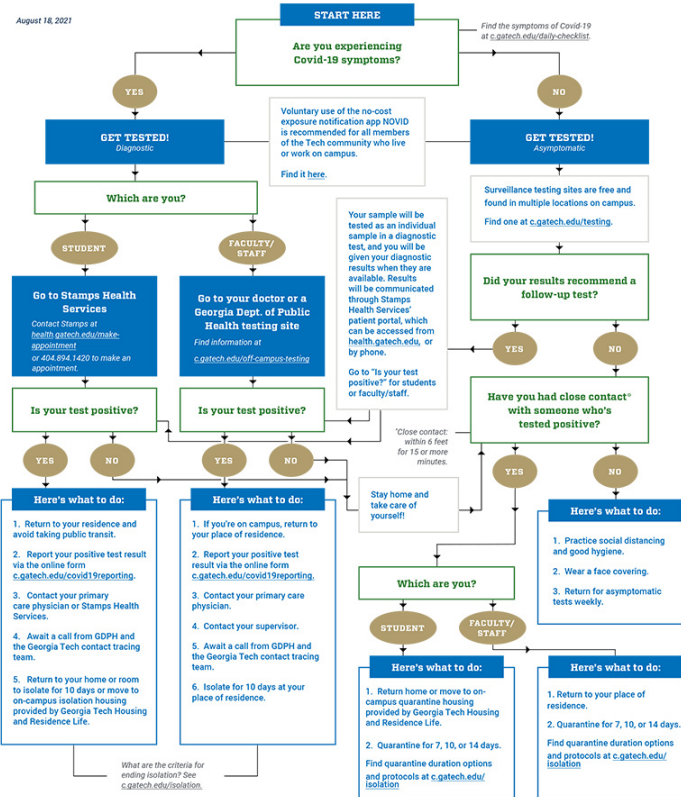 August 18, 2021
START HERE
Are you experiencing
Covid-19 symptoms?
Find the symptoms of Covid-19
at c.gatech.edu/daily-checklist.
YES
NO
GET TESTED!
Diagnostic
Voluntary use of the no-cost
exposure notification app NOVID
is recommended for all members
of the Tech community who live
or work on campus.
Find it here.
GET TESTED!
Asymptomatic
Which are you?
Surveillance testing sites are free and
found in multiple locations on campus.
Find one at c.gatech.edu/testing.
STUDENT
FACULTY/
STAFF
Your sample will be
tested as an individual
sample in a diagnostic
test, and you will be
given your diagnostic
results when they are
available. Results
will be communicated
through Stamps
Health Services'
patient portal, which
can be accessed from
health.gatech.edu, or
by phone.
Go to "Is your test
positive?" for students
or faculty/staff.
Did your results recommend a
follow-up test?
Go to Stamps Health
Services
Contact Stamps at
health.gatech.edu/make-
appointment
or 404.894.1420 to make an
appointment.
Go to your doctor or a
Georgia Dept. of Public
Health testing site
Find information at
c.gatech.edu/off-campus-testing
YES
NO
Is your test positive?
Is your test positive?
Have you had close contact*
with someone who's
tested positive?
*Close contact:
within 6 feet
for 15 or more
minutes.
YES
NO
YES
NO
YES
NO
Stay home and
take care of
yourself!
Here's what to do:
1. Return to your residence and
avoid taking public transit.
2. Report your positive test result
via the online form
c.gatech.edu/covid19reporting.
3. Contact your primary
care physician or Stamps Health
Services.
4. Await a call from GDPH and
the Georgia Tech contact tracing
team.
5. Return to your home or room
to isolate for 10 days or move to
on-campus isolation housing
provided by Georgia Tech Housing
and Residence Life.
Here's what to do:
1. If you're on campus, return to
your place of residence.
2. Report your positive test
result via the online form
c.gatech.edu/covid19reporting.
3. Contact your primary care
physician.
4. Contact your supervisor.
5. Await a call from GDPH and
the Georgia Tech contact tracing
team.
6. Isolate for 10 days at your
place of residence.
Here's what to do:
1. Practice social distancing
and good hygiene.
2. Wear a face covering.
3. Return for asymptomatic
tests weekly.
Which are you?
STUDENT
FACULTY/
STAFF
Here's what to do:
1. Return home or move to on-
campus quarantine housing
provided by Georgia Tech Housing
and Residence Life.
2. Quarantine for 7, 10, or 14 days.
Find quarantine duration options
and protocols at c.gatech.edu/
isolation
Here's what to do:
1. Return to your place of
residence.
2. Quarantine for 7, 10, or 14 days.
Find quarantine duration options
and protocols at c.gatech.edu/
isolation
What are the criteria for
ending isolation? See
c.gatech.edu/isolation.